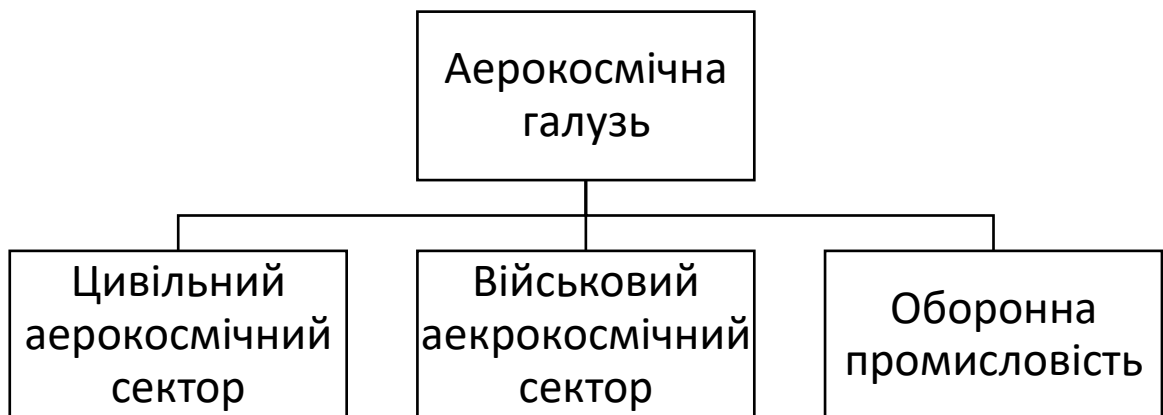 Аерокосмічна
галузь
Цивільний
аерокосмічний
сектор
Військовий
аекрокосмічний
сектор
Оборонна
промисловість